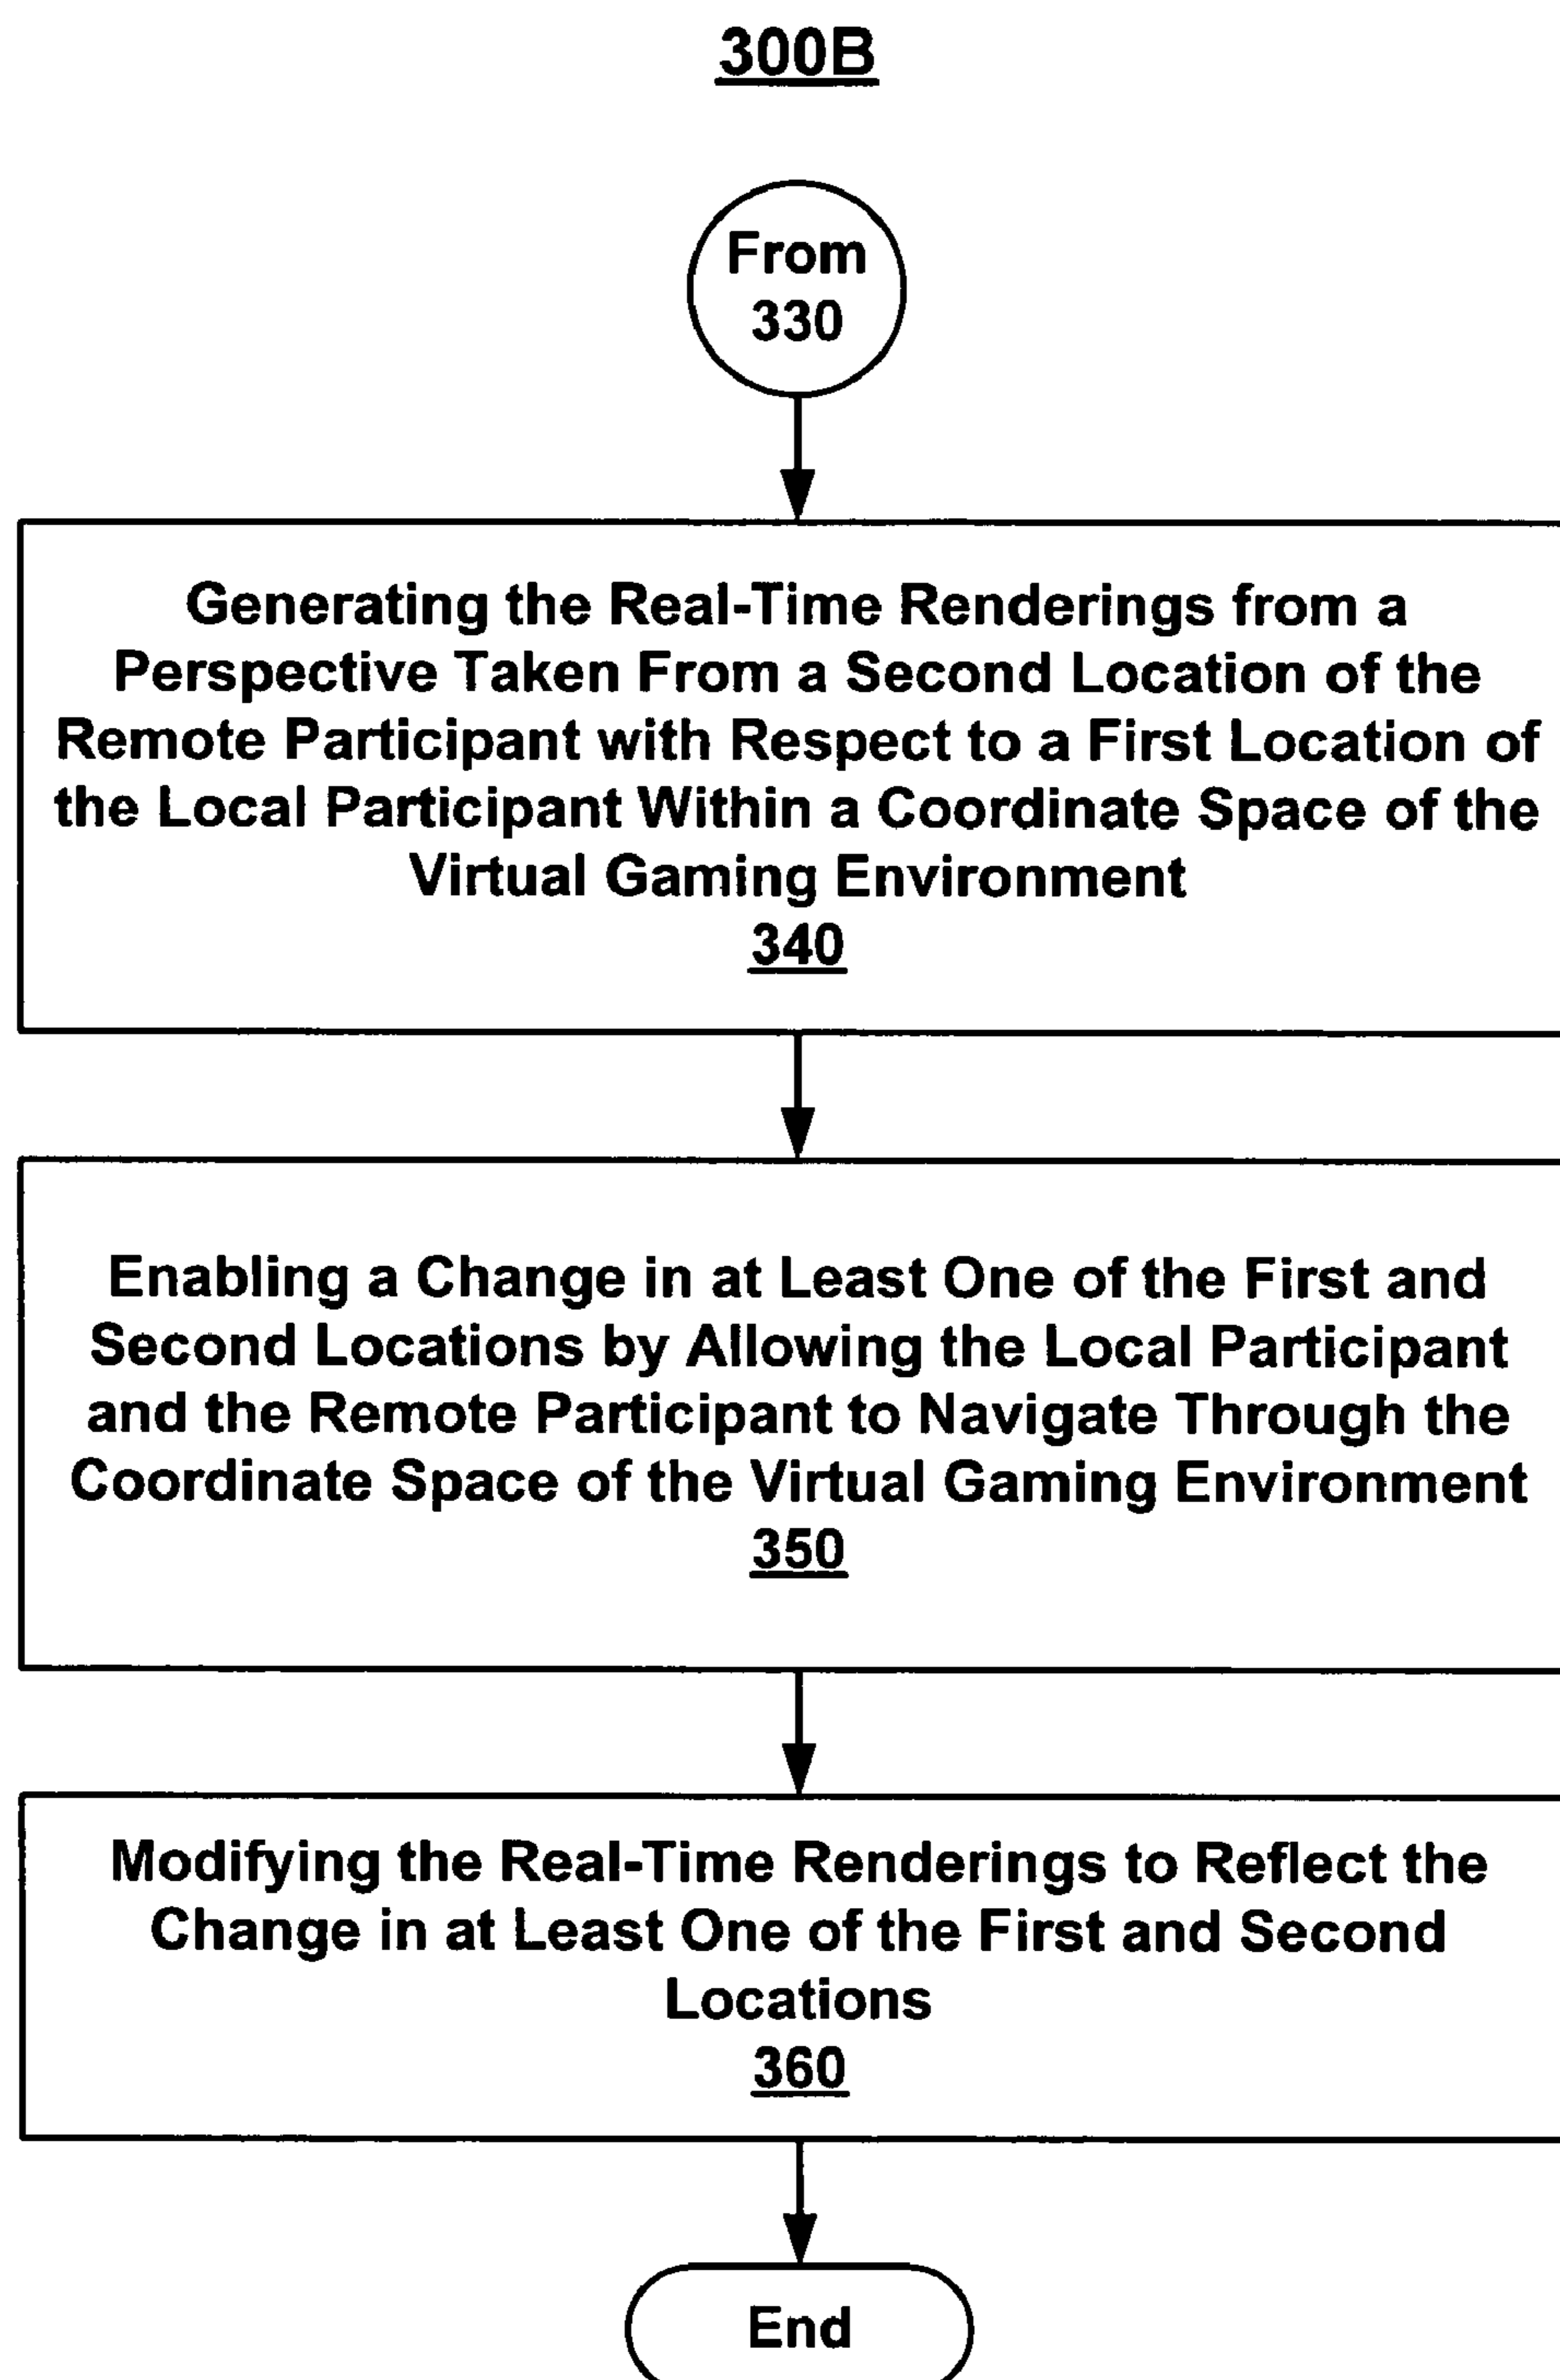 300B
From
330
Generating the Real-Time Renderings from a
Perspective Taken From a Second Location of the
Remote Participant with Respect to a First Location of
the Local Participant Within a Coordinate Space of the
Virtual Gaming Environment
340
Enabling a Change in at Least One of the First and
Second Locations by Allowing the Local Participant
and the Remote Participant to Navigate Through the
Coordinate Space of the Virtual Gaming Environment
350
Modifying the Real-Time Renderings to Reflect the
Change in at Least One of the First and Second
Locations
360
End